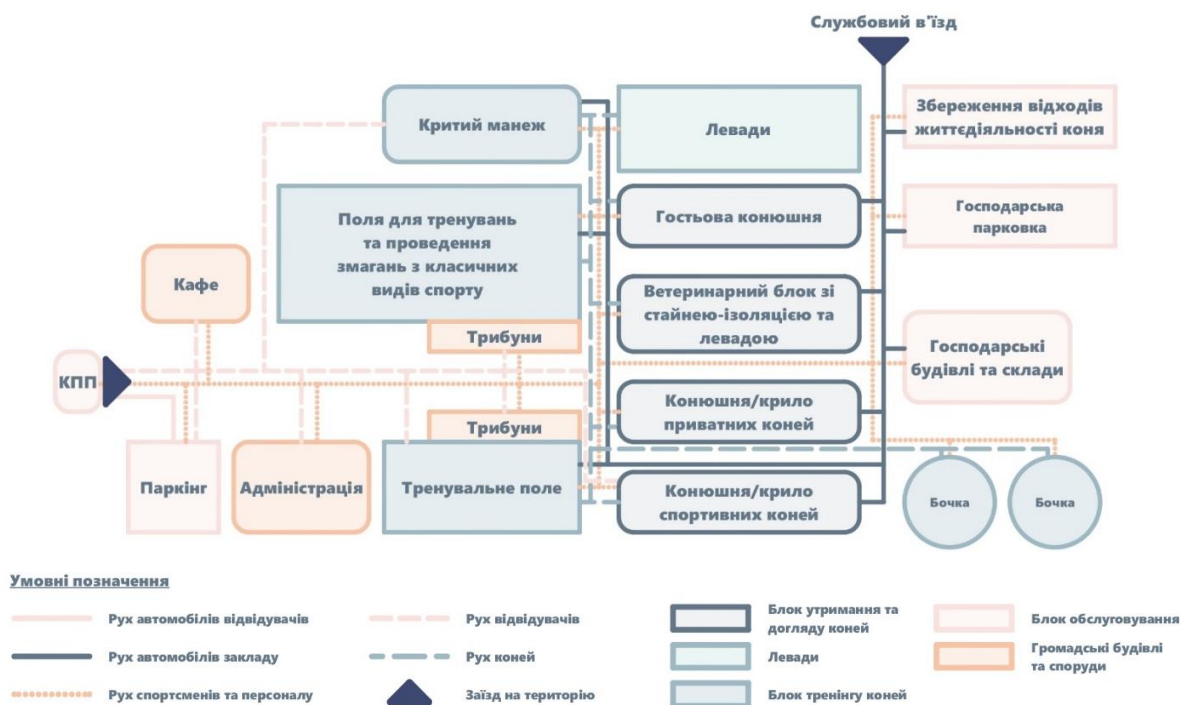 Службовий в'їзд
Критий манеж
Левади
Збереження відходів
життєдіяльності коня
Поля для тренувань
та проведення
змагань з класичних
видів спорту
Гостьова конюшня
Господарська
парковка
Кафе
Ветеринарний блок зі
стайнею-ізоляцією та
левадою
Трибуни
Господарські
будівлі та склади
КПП
Конюшня/крило
приватних коней
Трибуни
Паркінг
Адміністрація
Тренувальне поле
Конюшня/крило
спортивних коней
Бочка
Бочка
Умовні позначення
Рух автомобілів відвідувачів
Рух автомобілів закладу
Рух спортсменів та персоналу
Рух відвідувачів
Рух коней
Заїзд на територію
Блок утримання та
догляду коней
Левади
Блок тренінгу коней
Блок обслуговування
Громадські будівлі
та споруди